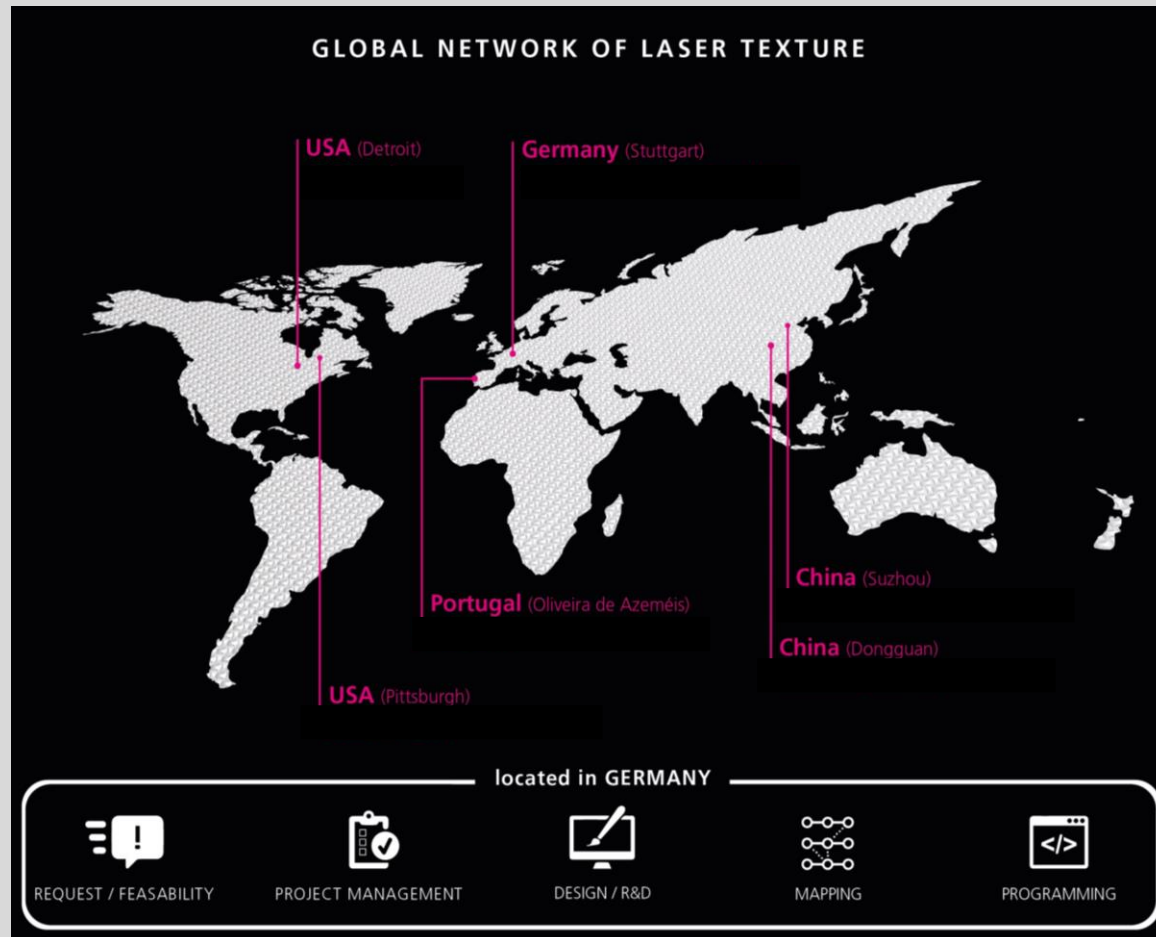 GLOBAL NETWORK OF LASER TEXTURE
USA (Detroit)
Germany (Stuttgart)
China (Suzhou)
Portugal (Oliveira de Azeméis)
China (Dongguan)
USA (Pittsburgh)
located in GERMANY
!
</>
REQUEST / FEASABILITY
PROJECT MANAGEMENT
DESIGN / R&D
MAPPING
PROGRAMMING